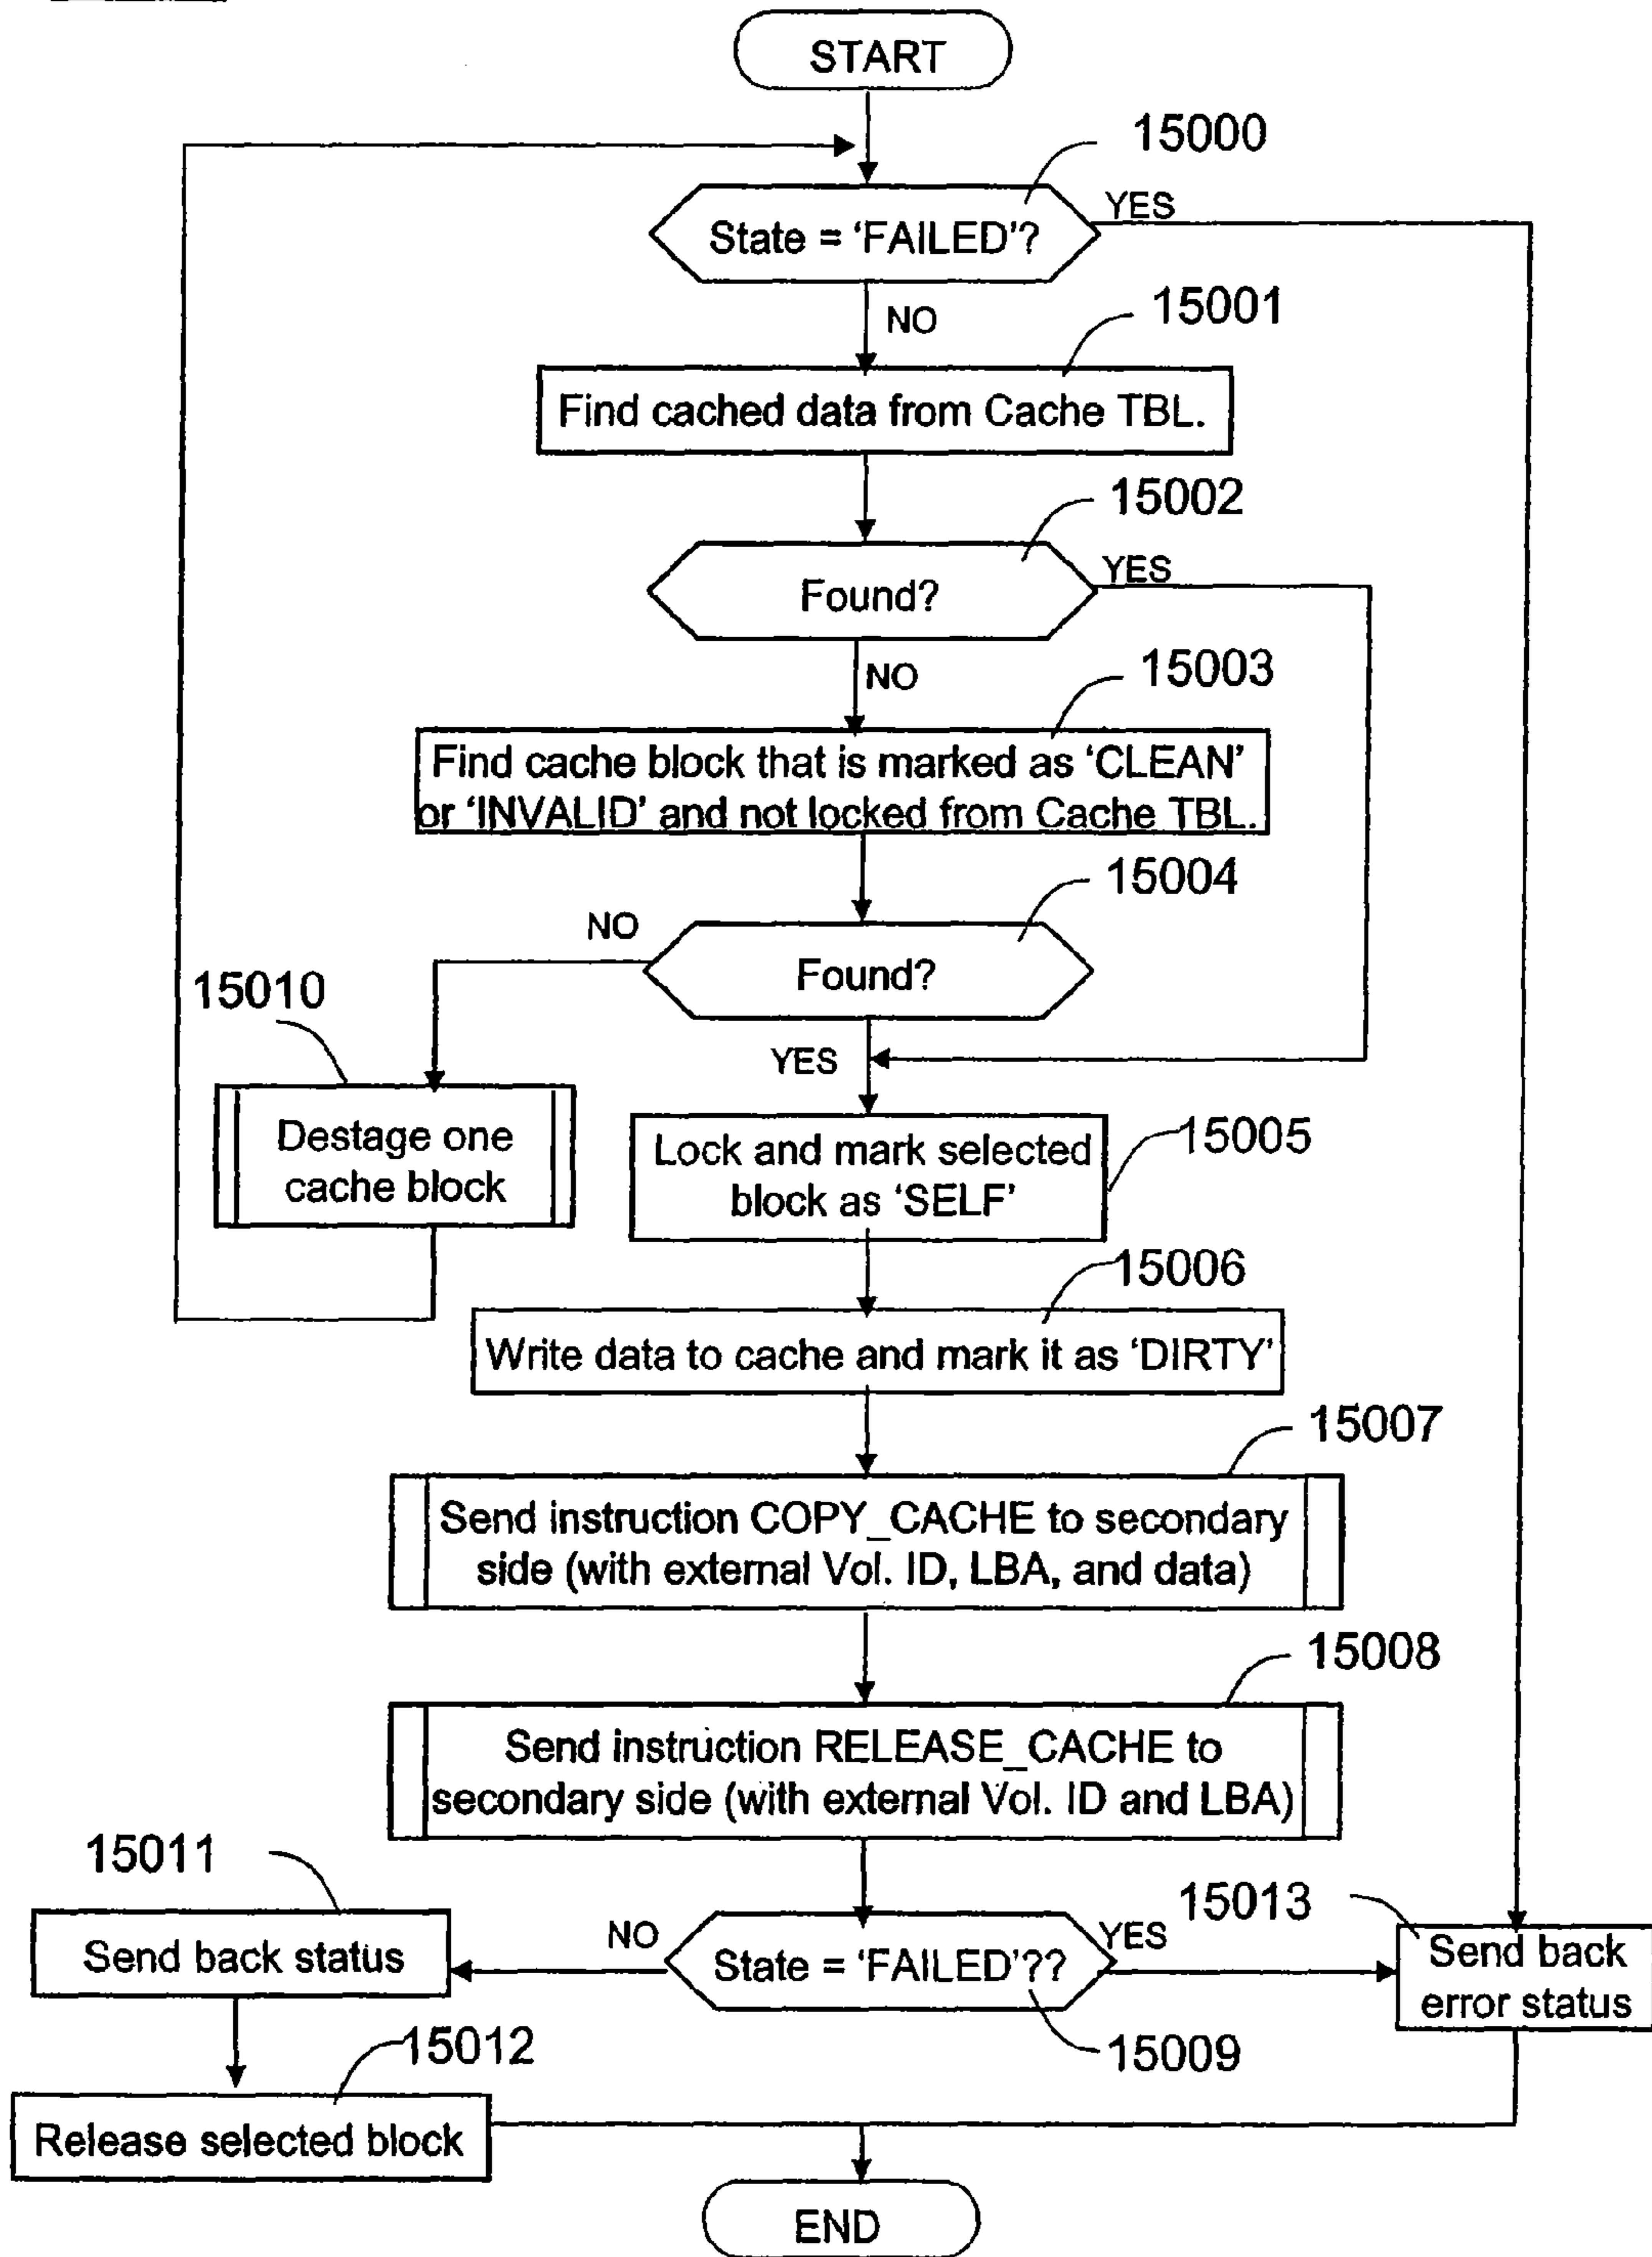 START
15000
YES
State = ‘FAILED’?
NO
15001
Find cached data from Cache TBL.
15002
YES
Found?
NO
15003
Find cache block that is marked as ‘CLEAN’
or ‘INVALID’ and not locked from Cache TBL.
15004
NO
Found?
15010
YES
Destage one
cache block
15005
Lock and mark selected
block as ‘SELF’
15006
Write data to cache and mark it as ‘DIRTY’
15007
Send instruction COPY_CACHE to secondary
side (with external Vol. ID, LBA, and data)
15008
Send instruction RELEASE_CACHE to
secondary side (with external Vol. ID and LBA)
15011
15013
NO
YES
Send back status
State = ‘FAILED’??
Send back
error status
15012
15009
Release selected block
END